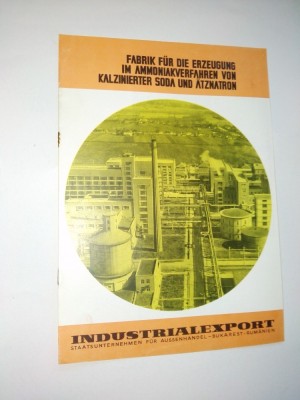 FABRIK FÜR DIE ERZEUGUNG
IM AMMONIAKVERFAHREN VON
KALZINIERTER SODA UND ÄTZNATRON
INDUSTRIALEXPORT
STAATSUNTERNEHMEN FÜR AUSSENHANDEL - BUKAREST - RUMÄNIEN